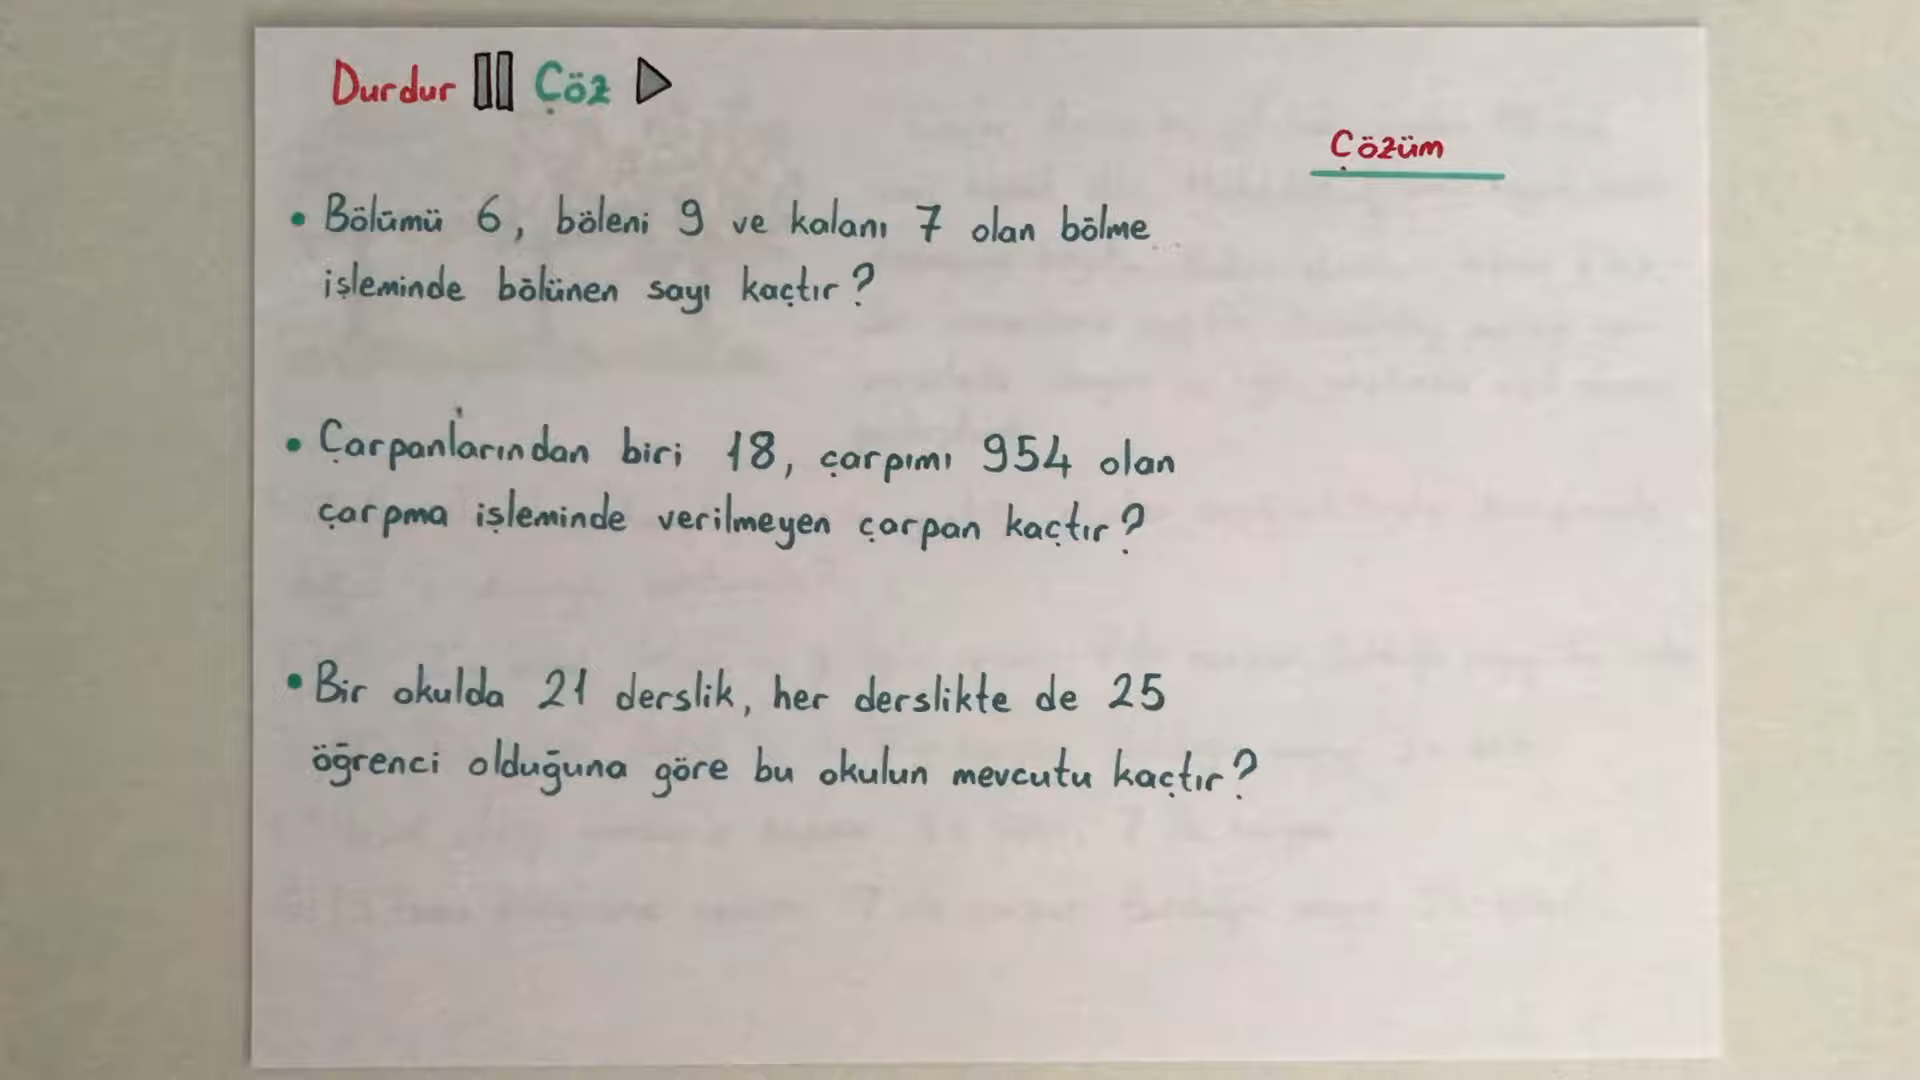 Durdur Çöz
Çözüm
• Bölümü 6, böleni 9 ve kalanı 7 olan bölme
işleminde bölünen sayı kaçtır?
• Çarpanlarından biri 18, çarpımı 954 olan
çarpma işleminde verilmeyen çarpan kaçtır?
• Bir okulda 21 derslik, her derslikte de 25
öğrenci olduğuna göre bu okulun mevcutu kaçtır?